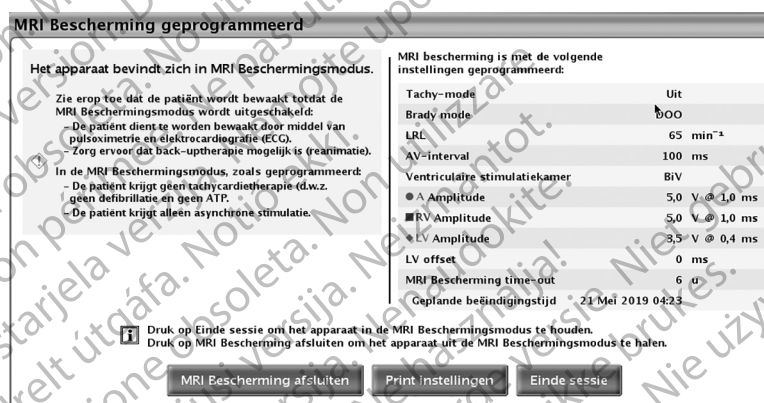 MRI Bescherming geprogrammeerd
Het apparaat bevindt zich in MRI Beschermingsmodus.
Zie erop toe dat de patiënt wordt bewaakt totdat de
MRI Beschermingsmodus wordt uitgeschakeld:
– De patiënt dient te worden bewaakt door middel van
pulsoximetrie en elektrocardiografie (ECG).
– Zorg ervoor dat back-uptherapie mogelijk is (reanimatie).
In de MRI Beschermingsmodus, zoals geprogrammeerd:
– De patiënt krijgt geen tachycardietherapie (d.w.z.
geen defibrillatie en geen ATP.
– De patiënt krijgt alleen asynchrone stimulatie.
MRI bescherming is met de volgende
instellingen geprogrammeerd:
Tachy-mode Uit
Brady mode DOO
LRL 65 min⁻¹
AV-interval 100 ms
Ventriculaire stimulatiekamer BiV
A Amplitude 5,0 V @ 1,0 ms
RV Amplitude 5,0 V @ 1,0 ms
LV Amplitude 3,5 V @ 0,4 ms
LV offset 0 ms
MRI Bescherming time-out 6 u
Geplande beëindigingstijd 21 Mei 2019 04:23
Druk op Einde sessie om het apparaat in de MRI Beschermingsmodus te houden.
Druk op MRI Bescherming afsluiten om het apparaat uit de MRI Beschermingsmodus te halen.
MRI Bescherming afsluiten
Print Instellingen
Einde sessie